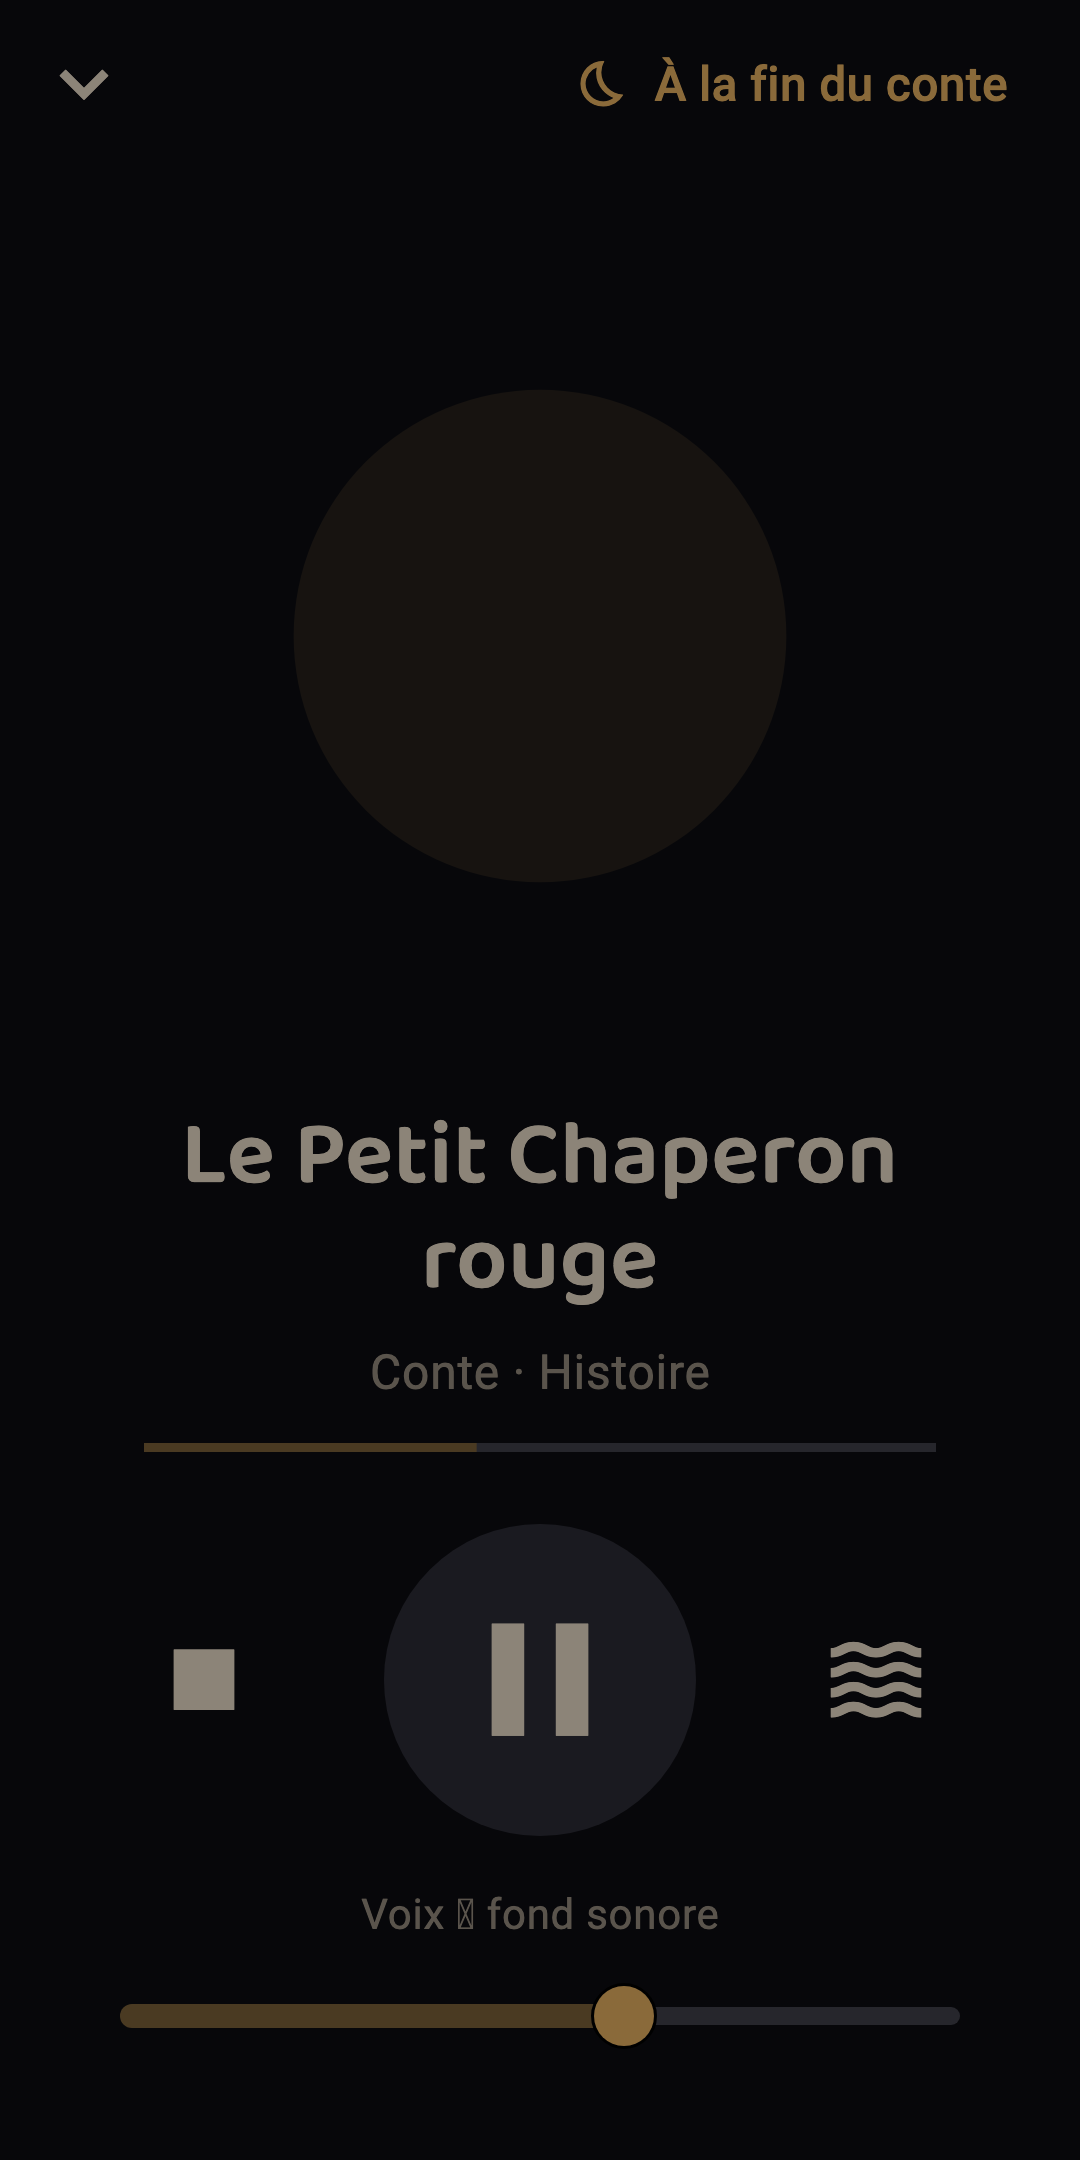 À la fin du conte
Le Petit Chaperon
rouge
Conte · Histoire
Voix fond sonore